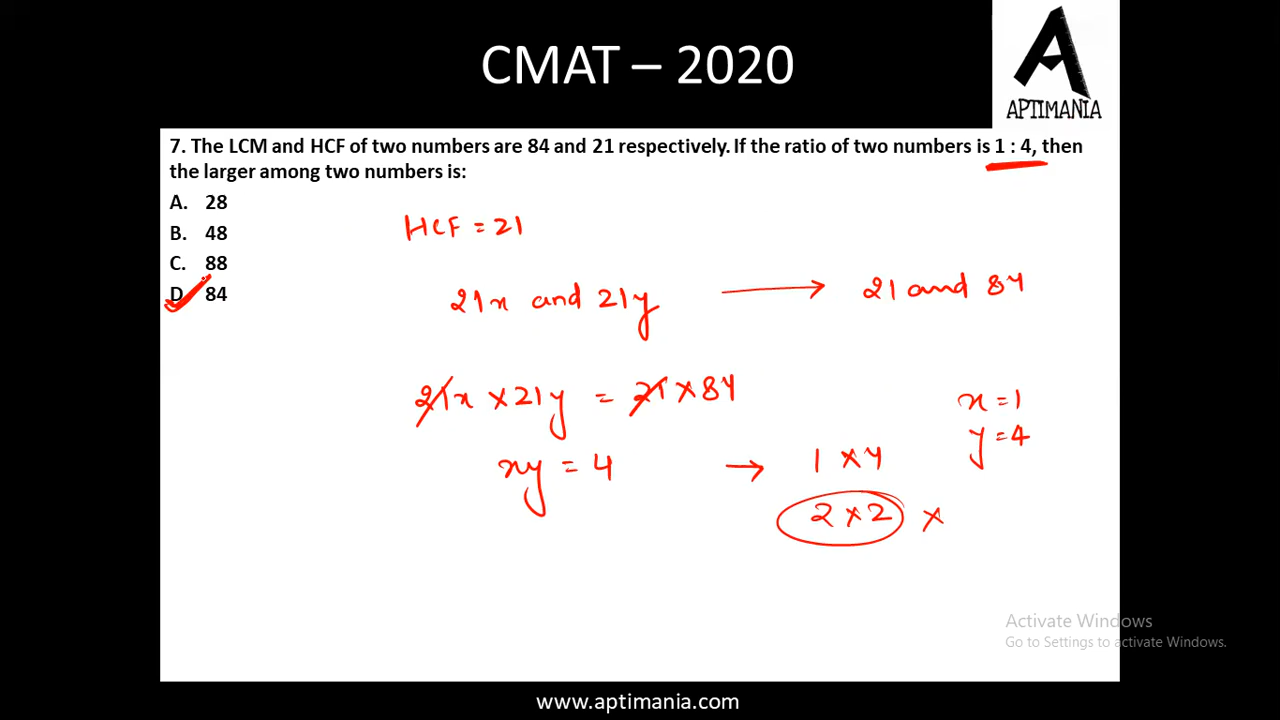 CMAT – 2020
A
APTIMANIA
7. The LCM and HCF of two numbers are 84 and 21 respectively. If the ratio of two numbers is 1 : 4, then
the larger among two numbers is:
A. 28
B. 48
C. 88
D. 84
HCF = 21
21x and 21y → 21 and 84
21x × 21y = 21 × 84
x = 1
y = 4
xy = 4 → 1 × 4
2 × 2 ×
Activate Windows
Go to Settings to activate Windows.
www.aptimania.com